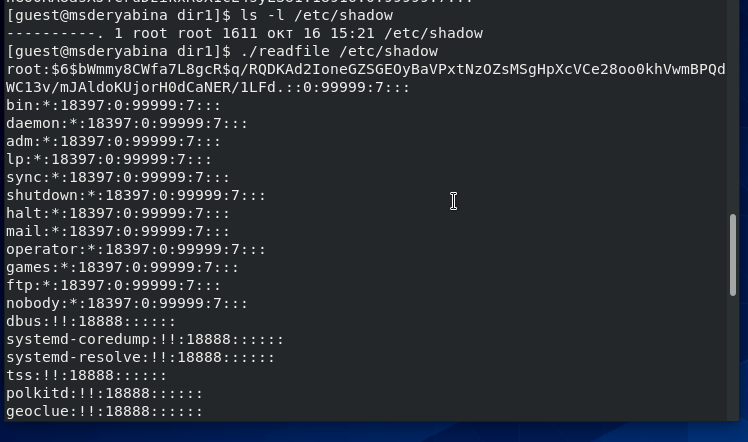 [guest@msderyabina dir1]$ ls -l /etc/shadow
----------. 1 root root 1611 окт 16 15:21 /etc/shadow
[guest@msderyabina dir1]$ ./readfile /etc/shadow
root:$6$bWmmy8CWfa7L8gcR$q/RQDKAd2IoneGZSGEOyBaVPxtNzOZsMSgHpXcVCe28oo0khVwmBPQd
WC13v/mJAldoKUjorH0dCaNER/1LFd.::0:99999:7:::
bin:*:18397:0:99999:7:::
daemon:*:18397:0:99999:7:::
adm:*:18397:0:99999:7:::
lp:*:18397:0:99999:7:::
sync:*:18397:0:99999:7:::
shutdown:*:18397:0:99999:7:::
halt:*:18397:0:99999:7:::
mail:*:18397:0:99999:7:::
operator:*:18397:0:99999:7:::
games:*:18397:0:99999:7:::
ftp:*:18397:0:99999:7:::
nobody:*:18397:0:99999:7:::
dbus:!!:18888::::::
systemd-coredump:!!:18888::::::
systemd-resolve:!!:18888::::::
tss:!!:18888::::::
polkitd:!!:18888::::::
geoclue:!!:18888::::::